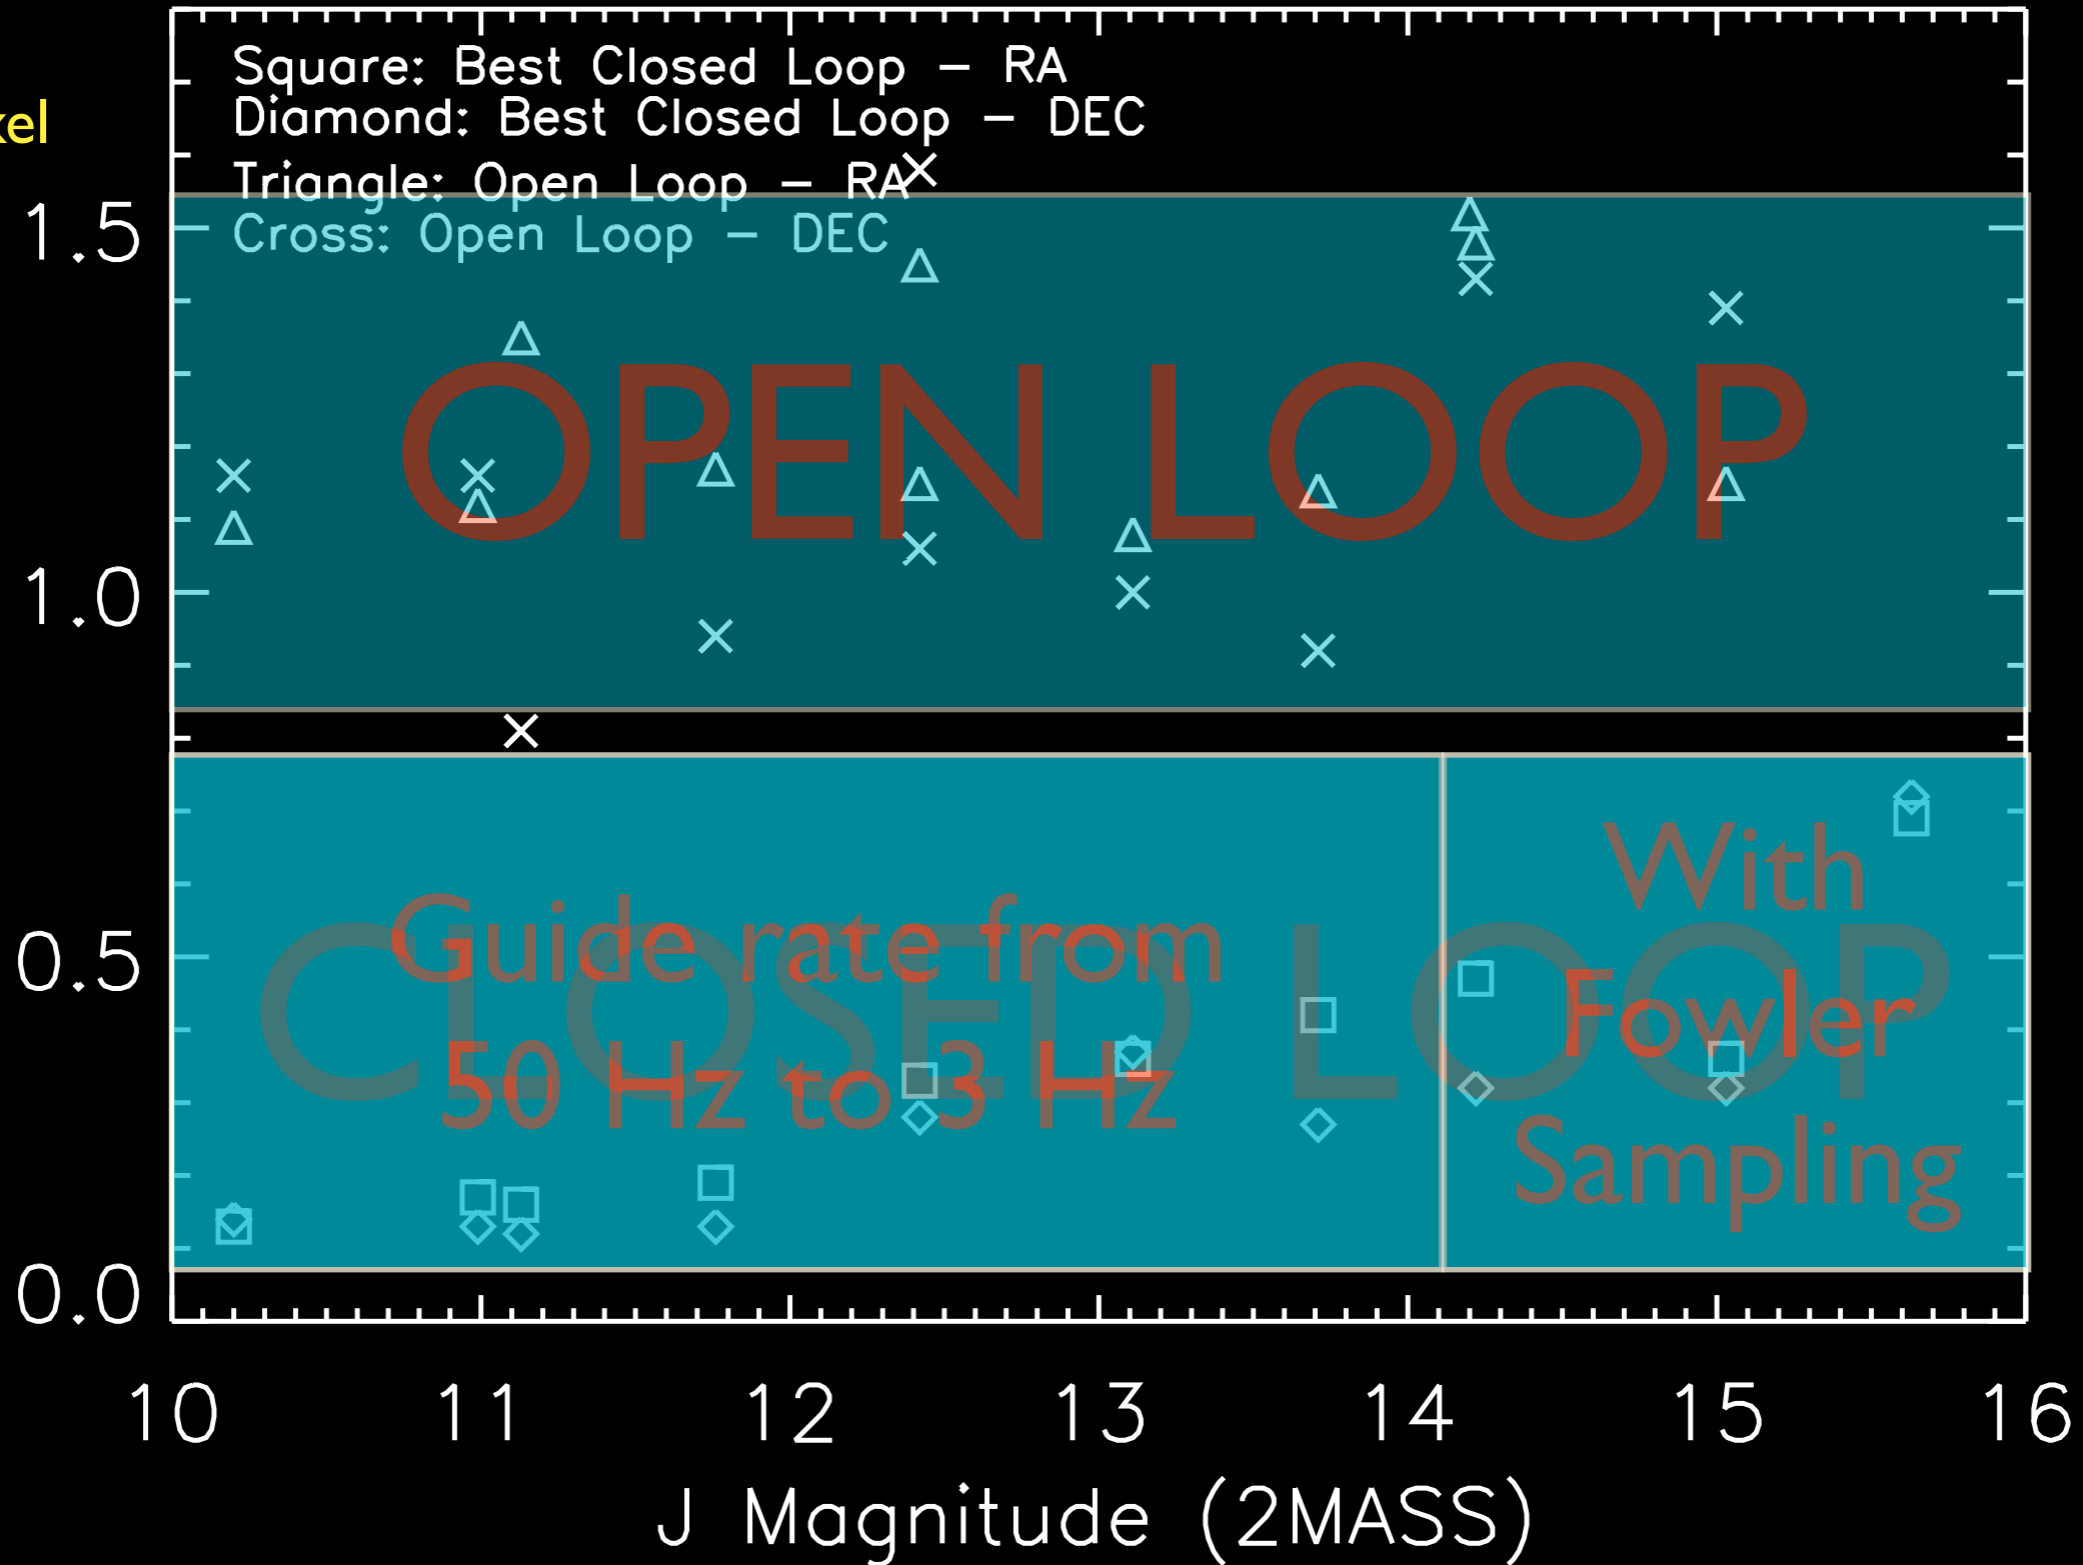 Square: Best Closed Loop – RA
Diamond: Best Closed Loop – DEC
xel
Triangle: Open Loop – RA
Cross: Open Loop – DEC
1.5
OPEN LOOP
1.0
With
Guide rate from
0.5
CLOSED LOOP
Fowler
50 Hz to 3 Hz
Sampling
0.0
10 11 12 13 14 15 16
J Magnitude (2MASS)